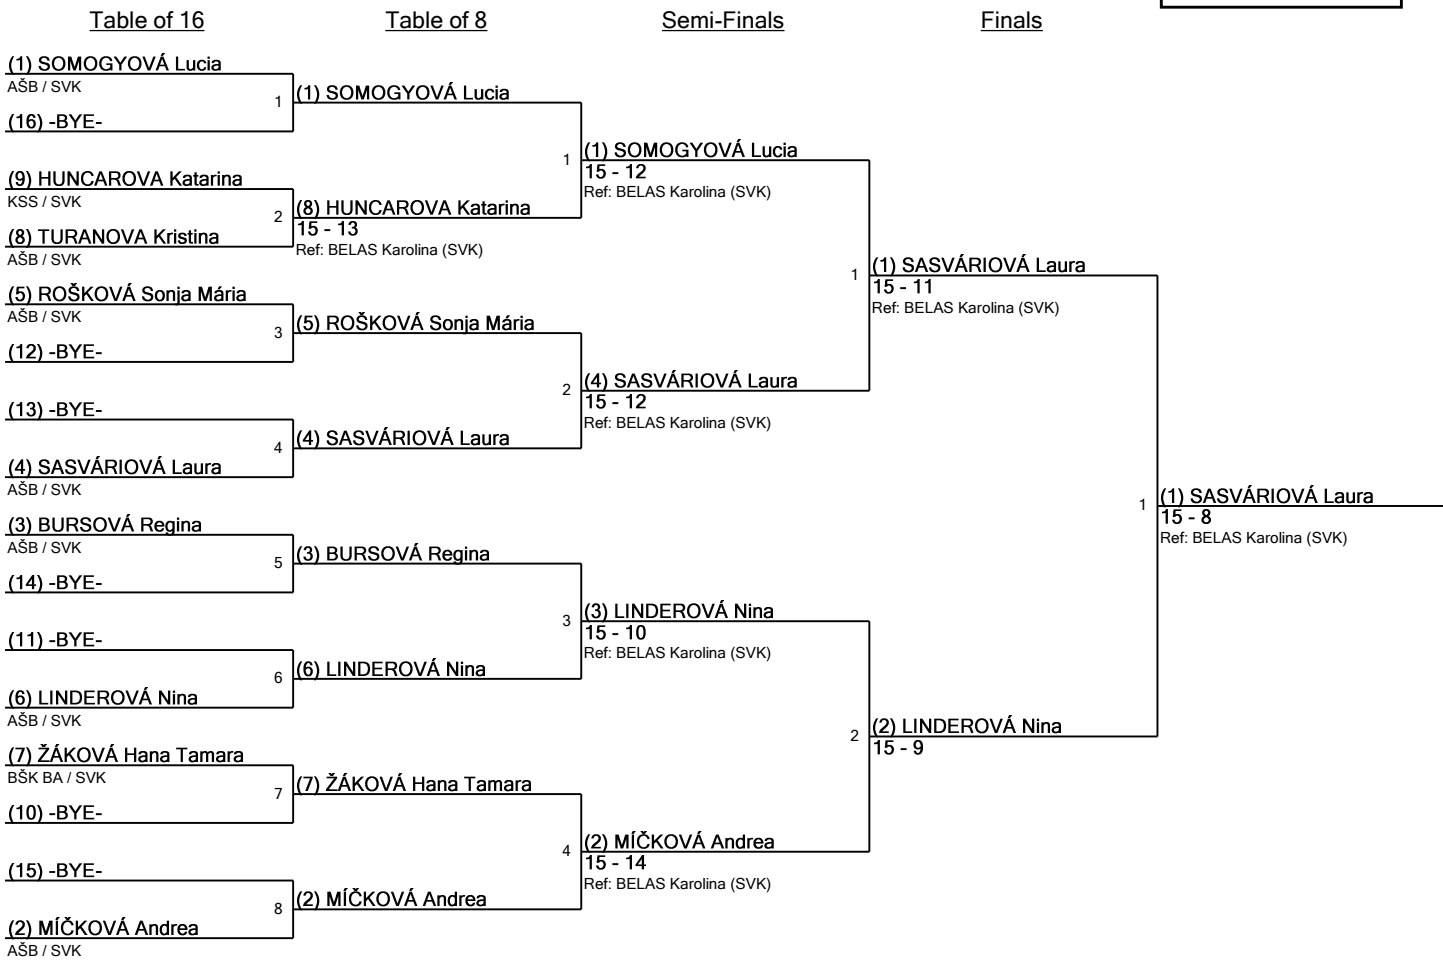 Table of 16
Table of 8
Semi-Finals
Finals
(1) SOMOGYOVÁ Lucia
AŠB / SVK
(16) -BYE-
(9) HUNCAROVA Katarina
KSS / SVK
(8) TURANOVA Kristina
AŠB / SVK
(5) ROŠKOVÁ Sonja Mária
AŠB / SVK
(12) -BYE-
(13) -BYE-
(4) SASVÁRIOVÁ Laura
AŠB / SVK
(3) BURSOVÁ Regina
AŠB / SVK
(14) -BYE-
(11) -BYE-
(6) LINDEROVÁ Nina
AŠB / SVK
(7) ŽÁKOVÁ Hana Tamara
BŠK BA / SVK
(10) -BYE-
(15) -BYE-
(2) MÍČKOVÁ Andrea
AŠB / SVK
1
2
3
4
5
6
7
8
(1) SOMOGYOVÁ Lucia
(8) HUNCAROVA Katarina
15 - 13
Ref: BELAS Karolina (SVK)
(5) ROŠKOVÁ Sonja Mária
(4) SASVÁRIOVÁ Laura
(3) BURSOVÁ Regina
(6) LINDEROVÁ Nina
(7) ŽÁKOVÁ Hana Tamara
(2) MÍČKOVÁ Andrea
1
2
3
4
(1) SOMOGYOVÁ Lucia
15 - 12
Ref: BELAS Karolina (SVK)
(4) SASVÁRIOVÁ Laura
15 - 12
Ref: BELAS Karolina (SVK)
(3) LINDEROVÁ Nina
15 - 10
Ref: BELAS Karolina (SVK)
(2) MÍČKOVÁ Andrea
15 - 14
Ref: BELAS Karolina (SVK)
1
2
(1) SASVÁRIOVÁ Laura
15 - 11
Ref: BELAS Karolina (SVK)
(2) LINDEROVÁ Nina
15 - 9
1
(1) SASVÁRIOVÁ Laura
15 - 8
Ref: BELAS Karolina (SVK)